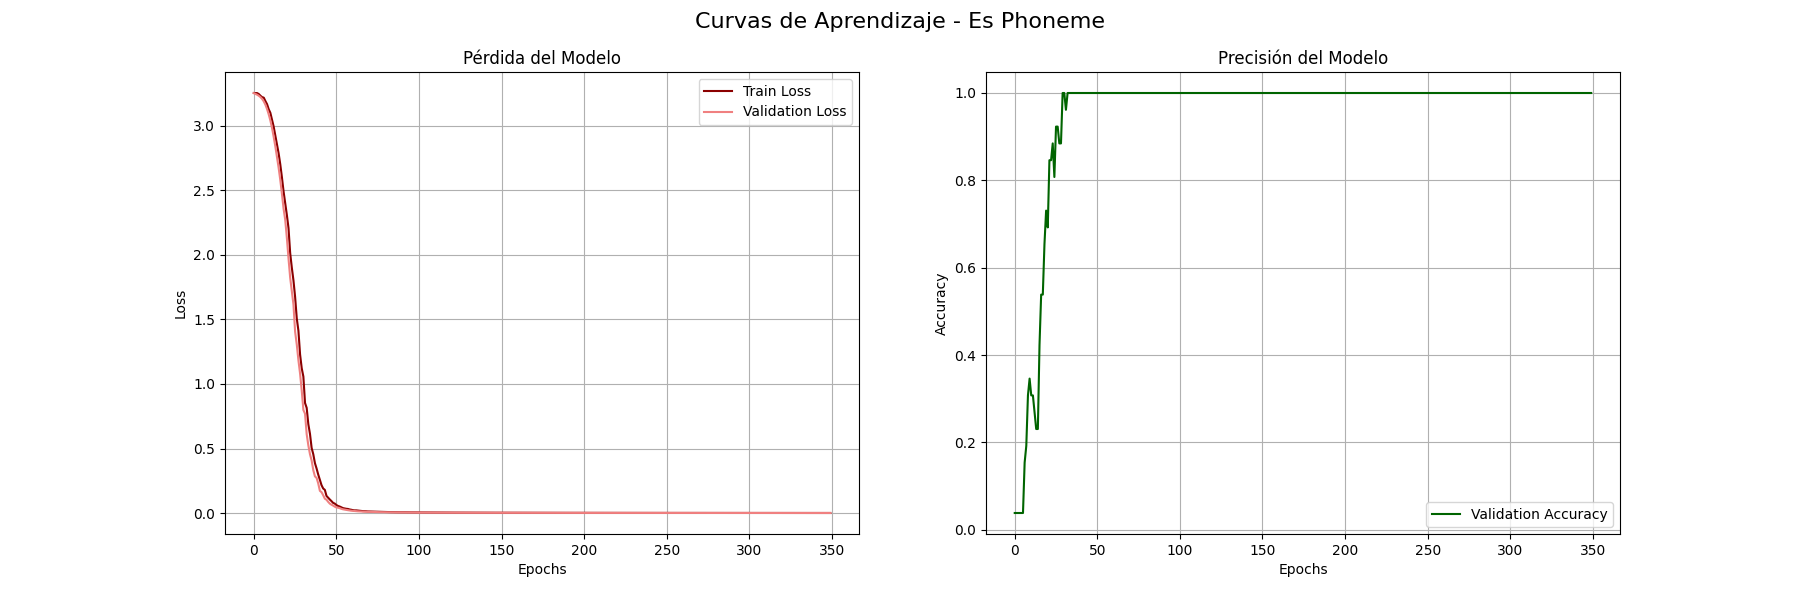 Curvas de Aprendizaje - Es Phoneme
Pérdida del Modelo
Train Loss
Validation Loss
3.0
2.5
2.0
1.5
1.0
0.5
0.0
Loss
0 50 100 150 200 250 300 350
Epochs
Precisión del Modelo
1.0
0.8
0.6
0.4
0.2
0.0
Accuracy
Validation Accuracy
0 50 100 150 200 250 300 350
Epochs